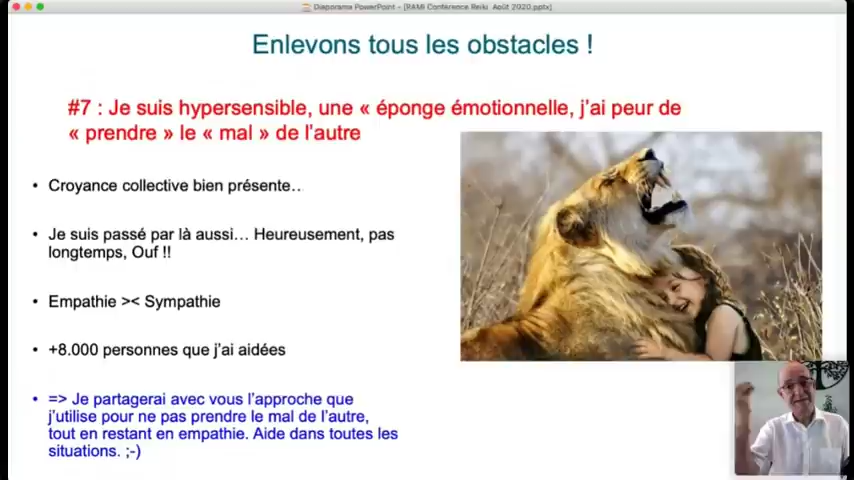 Diaporama PowerPoint - [RAMI Conférence Reiki Août 2020.pptx]
Enlevons tous les obstacles !
#7 : Je suis hypersensible, une « éponge émotionnelle, j'ai peur de
« prendre » le « mal » de l'autre
• Croyance collective bien présente…
• Je suis passé par là aussi… Heureusement, pas
longtemps, Ouf !!
• Empathie >< Sympathie
• +8.000 personnes que j'ai aidées
• => Je partagerai avec vous l'approche que
j'utilise pour ne pas prendre le mal de l'autre,
tout en restant en empathie. Aide dans toutes les
situations. ;-)